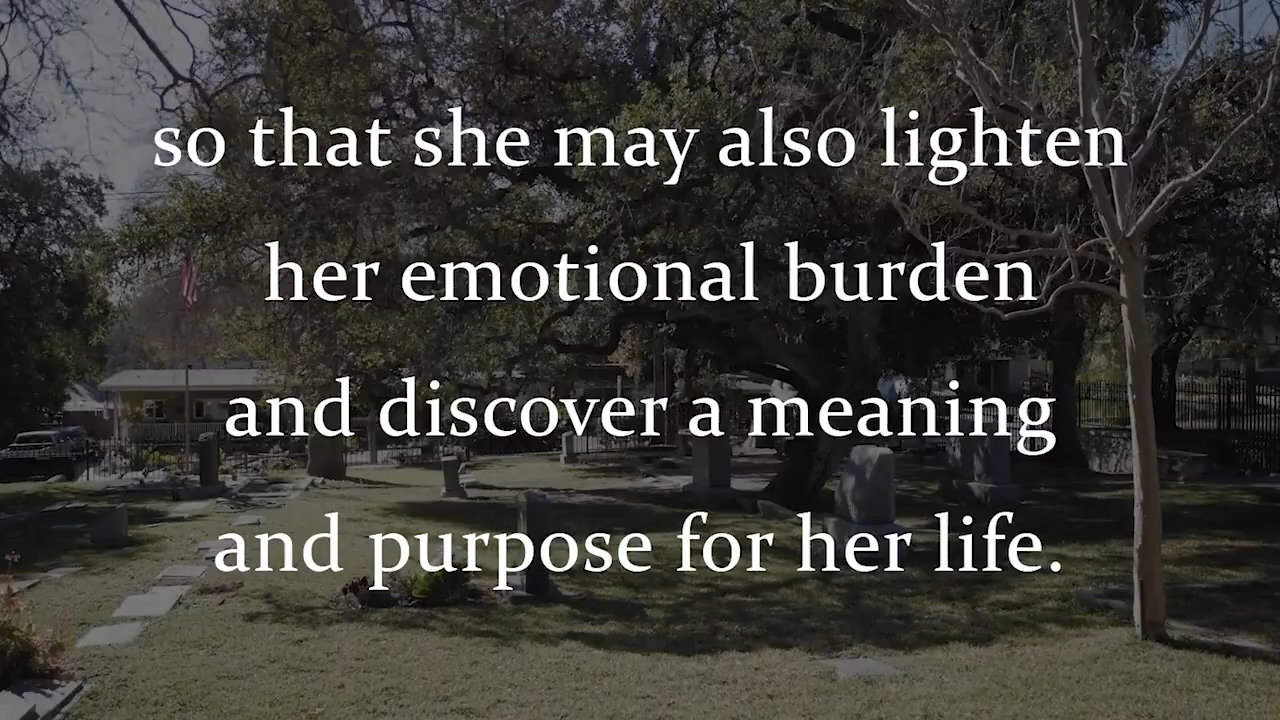 so that she may also lighten
her emotional burden
and discover a meaning
and purpose for her life.